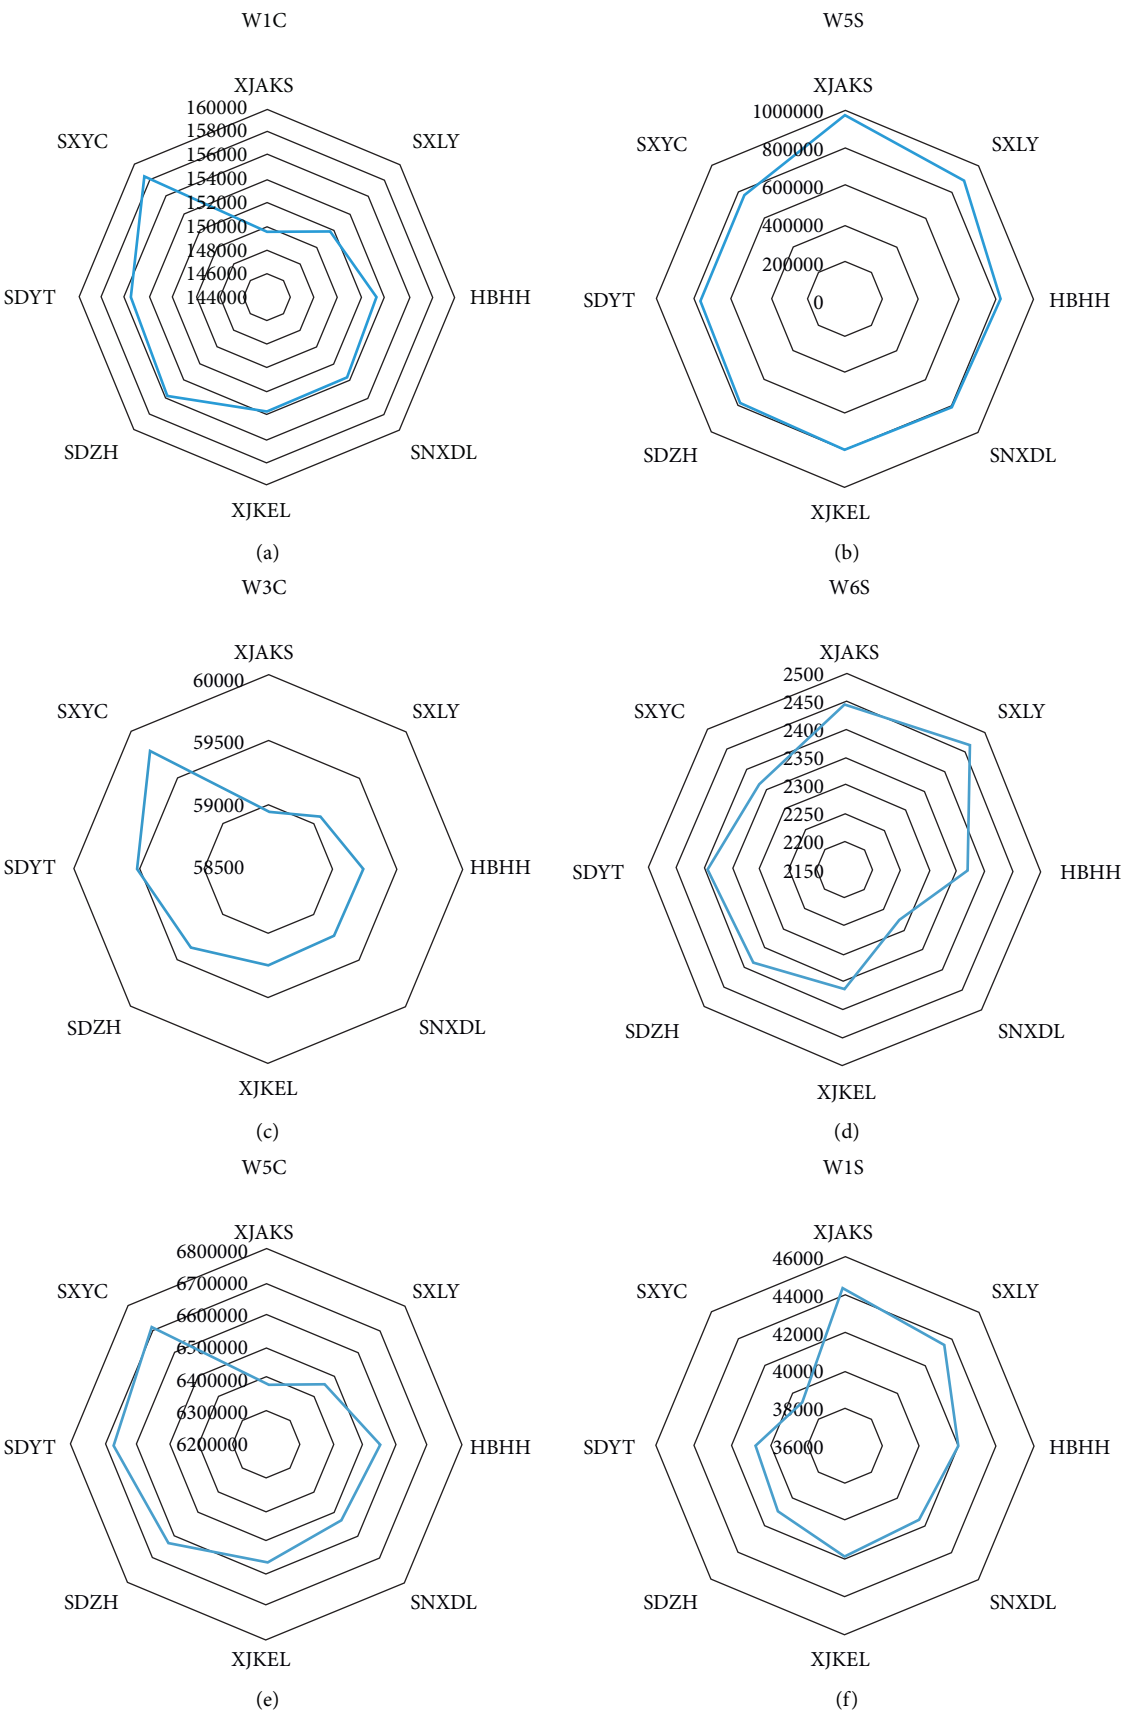 W1C
XJAKS
160000
158000
156000
154000
152000
150000
148000
146000
144000
SXLY
HBHH
SNXDL
XJKEL
SDZH
SDYT
SXYC
(a)
W5S
XJAKS
1000000
800000
600000
400000
200000
0
SXLY
HBHH
SNXDL
XJKEL
SDZH
SDYT
SXYC
(b)
W3C
XJAKS
60000
59500
59000
58500
SXLY
HBHH
SNXDL
XJKEL
SDZH
SDYT
SXYC
(c)
W6S
XJAKS
2500
2450
2400
2350
2300
2250
2200
2150
SXLY
HBHH
SNXDL
XJKEL
SDZH
SDYT
SXYC
(d)
W5C
XJAKS
6800000
6700000
6600000
6500000
6400000
6300000
6200000
SXLY
HBHH
SNXDL
XJKEL
SDZH
SDYT
SXYC
(e)
W1S
XJAKS
46000
44000
42000
40000
38000
36000
SXLY
HBHH
SNXDL
XJKEL
SDZH
SDYT
SXYC
(f)